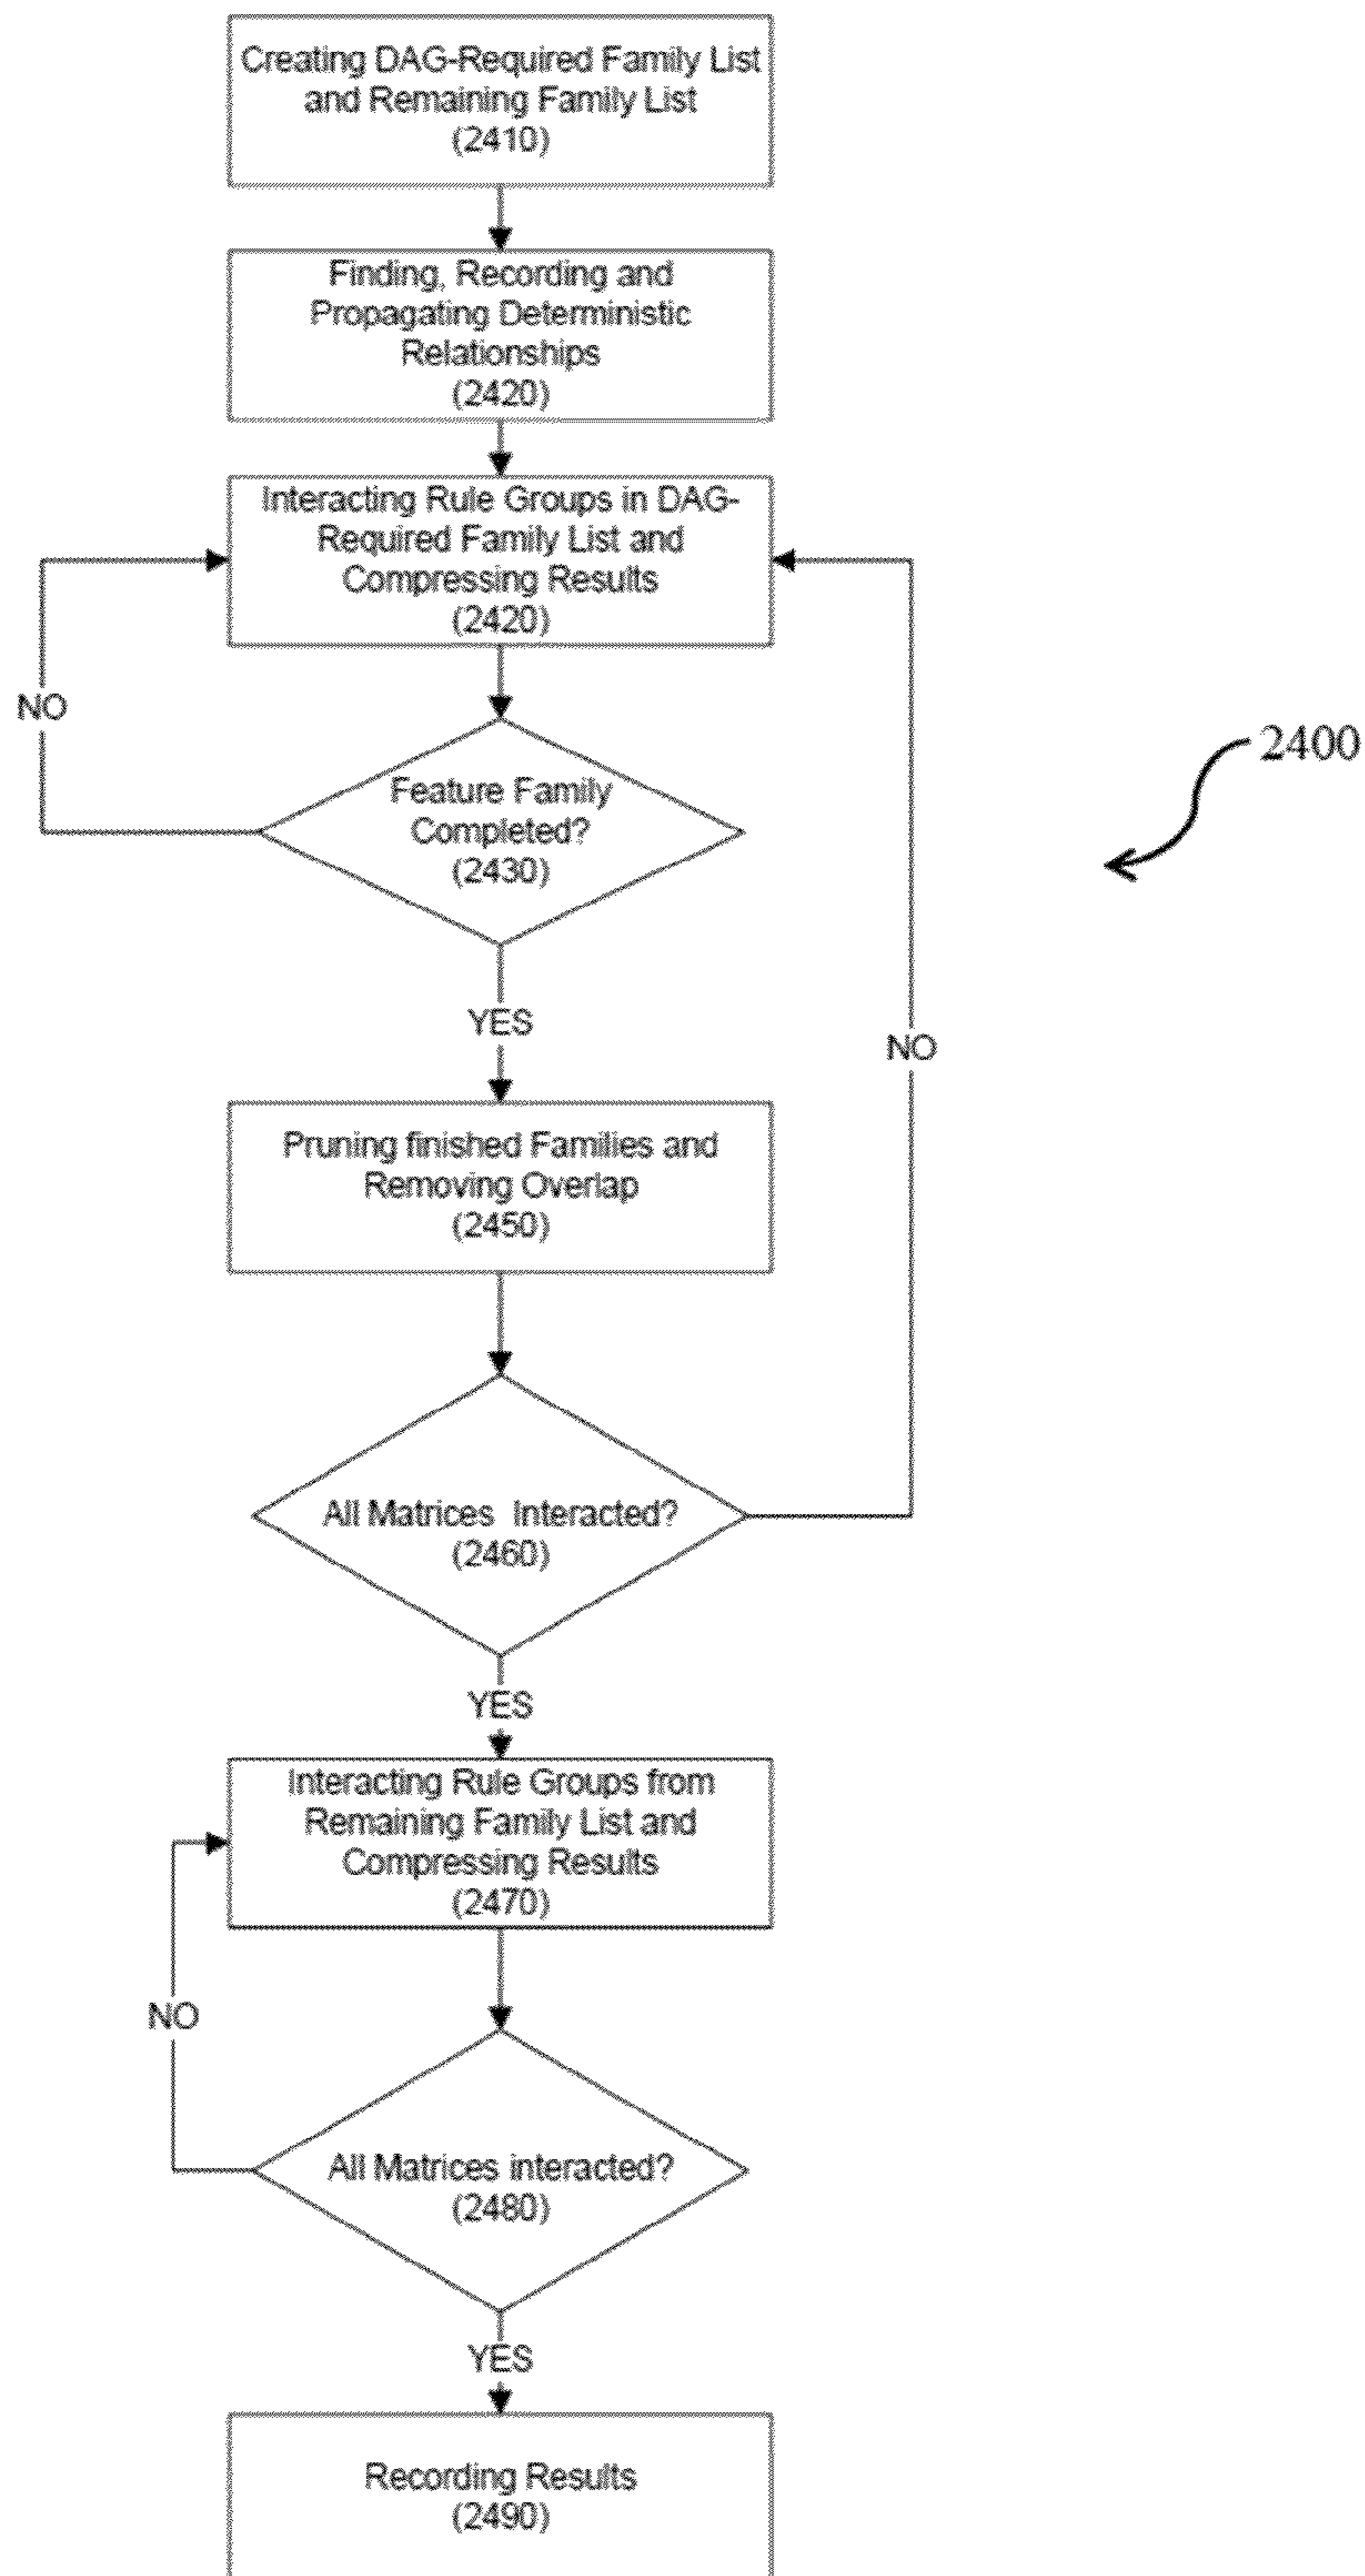 Creating DAG-Required Family List
and Remaining Family List
(2410)
Finding, Recording and
Propagating Deterministic
Relationships
(2420)
Interacting Rule Groups in DAG-
Required Family List and
Compressing Results
(2420)
NO
Feature Family
Completed?
(2430)
2400
YES
NO
Pruning finished Families and
Removing Overlap
(2450)
All Matrices Interacted?
(2460)
YES
Interacting Rule Groups from
Remaining Family List and
Compressing Results
(2470)
NO
All Matrices interacted?
(2480)
YES
Recording Results
(2490)